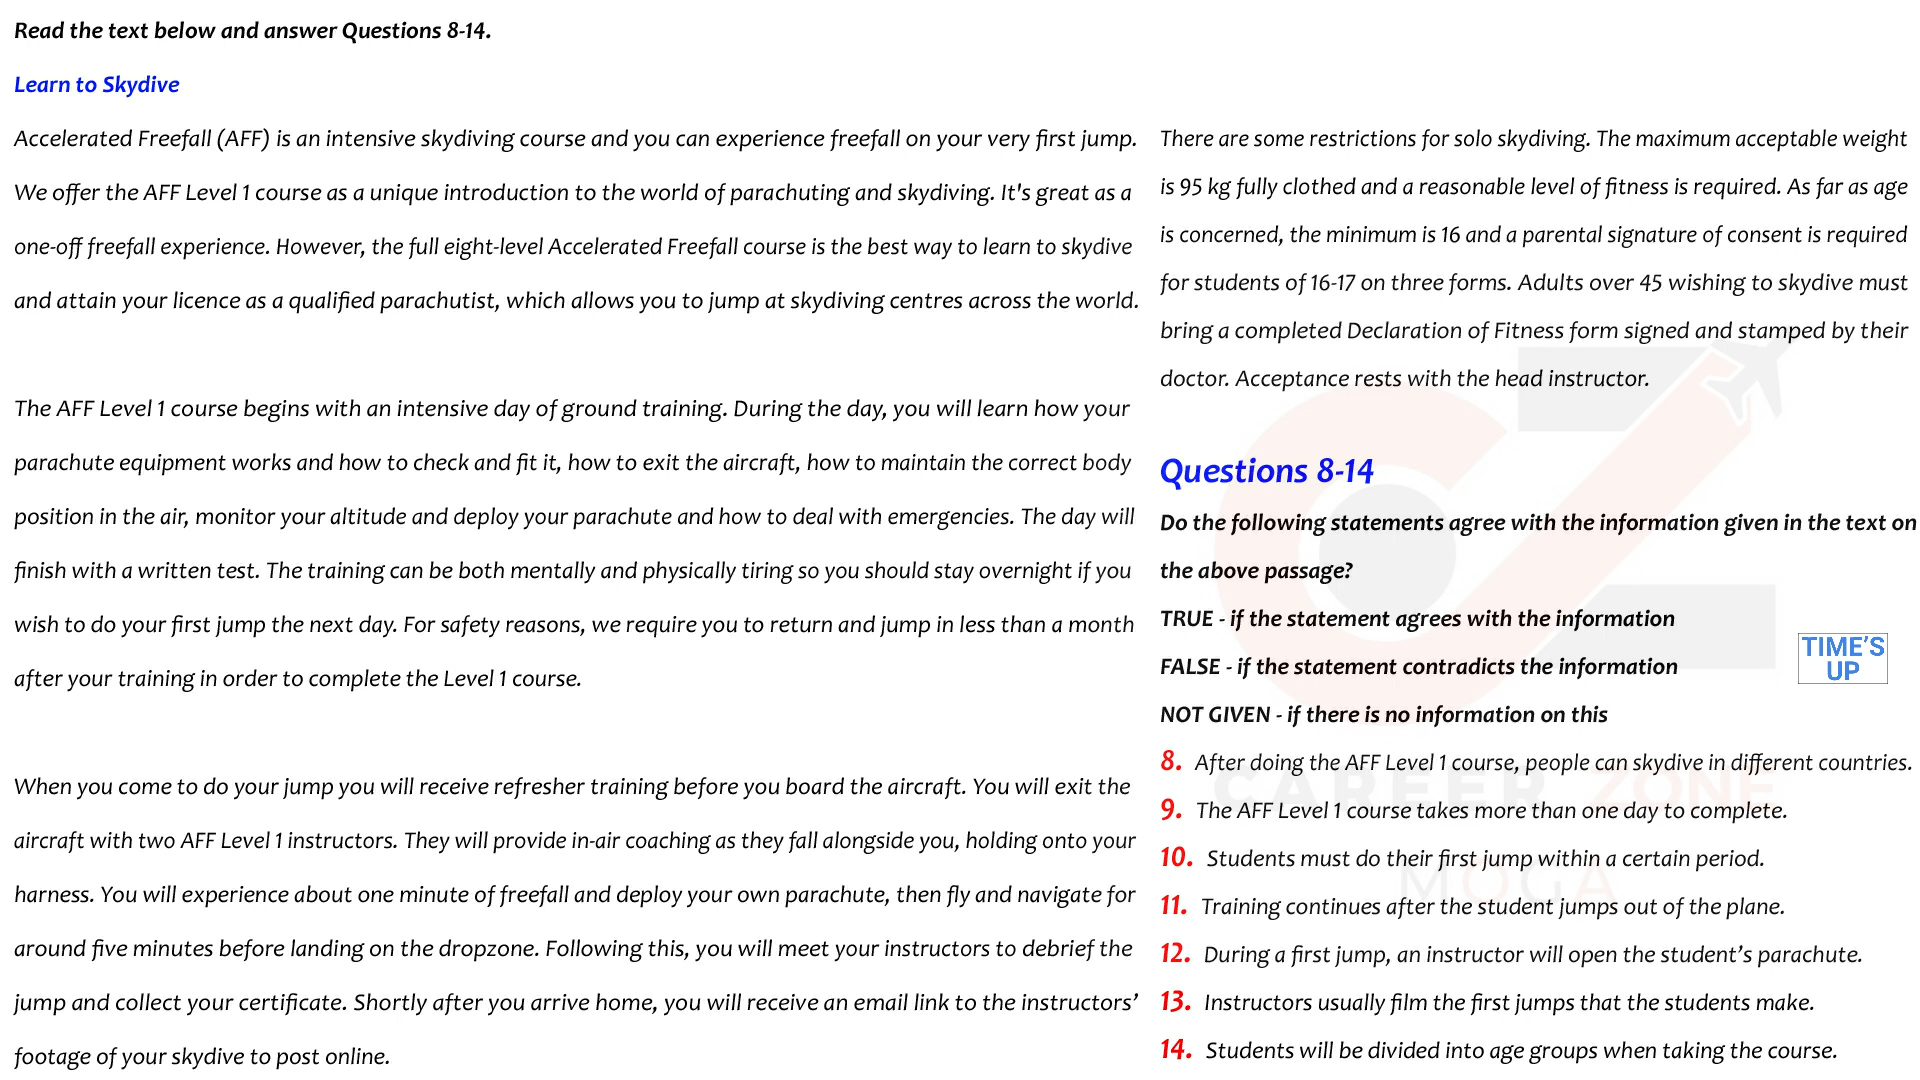 Read the text below and answer Questions 8-14.
Learn to Skydive
Accelerated Freefall (AFF) is an intensive skydiving course and you can experience freefall on your very first jump.
We offer the AFF Level 1 course as a unique introduction to the world of parachuting and skydiving. It's great as a
one-off freefall experience. However, the full eight-level Accelerated Freefall course is the best way to learn to skydive
and attain your licence as a qualified parachutist, which allows you to jump at skydiving centres across the world.
The AFF Level 1 course begins with an intensive day of ground training. During the day, you will learn how your
parachute equipment works and how to check and fit it, how to exit the aircraft, how to maintain the correct body
position in the air, monitor your altitude and deploy your parachute and how to deal with emergencies. The day will
finish with a written test. The training can be both mentally and physically tiring so you should stay overnight if you
wish to do your first jump the next day. For safety reasons, we require you to return and jump in less than a month
after your training in order to complete the Level 1 course.
When you come to do your jump you will receive refresher training before you board the aircraft. You will exit the
aircraft with two AFF Level 1 instructors. They will provide in-air coaching as they fall alongside you, holding onto your
harness. You will experience about one minute of freefall and deploy your own parachute, then fly and navigate for
around five minutes before landing on the dropzone. Following this, you will meet your instructors to debrief the
jump and collect your certificate. Shortly after you arrive home, you will receive an email link to the instructors’
footage of your skydive to post online.
There are some restrictions for solo skydiving. The maximum acceptable weight
is 95 kg fully clothed and a reasonable level of fitness is required. As far as age
is concerned, the minimum is 16 and a parental signature of consent is required
for students of 16-17 on three forms. Adults over 45 wishing to skydive must
bring a completed Declaration of Fitness form signed and stamped by their
doctor. Acceptance rests with the head instructor.
Questions 8-14
Do the following statements agree with the information given in the text on
the above passage?
TRUE - if the statement agrees with the information
FALSE - if the statement contradicts the information
NOT GIVEN - if there is no information on this
TIME’S
UP
8. After doing the AFF Level 1 course, people can skydive in different countries.
CAREER ZONE
9. The AFF Level 1 course takes more than one day to complete.
10. Students must do their first jump within a certain period.
MOGA
11. Training continues after the student jumps out of the plane.
12. During a first jump, an instructor will open the student’s parachute.
13. Instructors usually film the first jumps that the students make.
14. Students will be divided into age groups when taking the course.